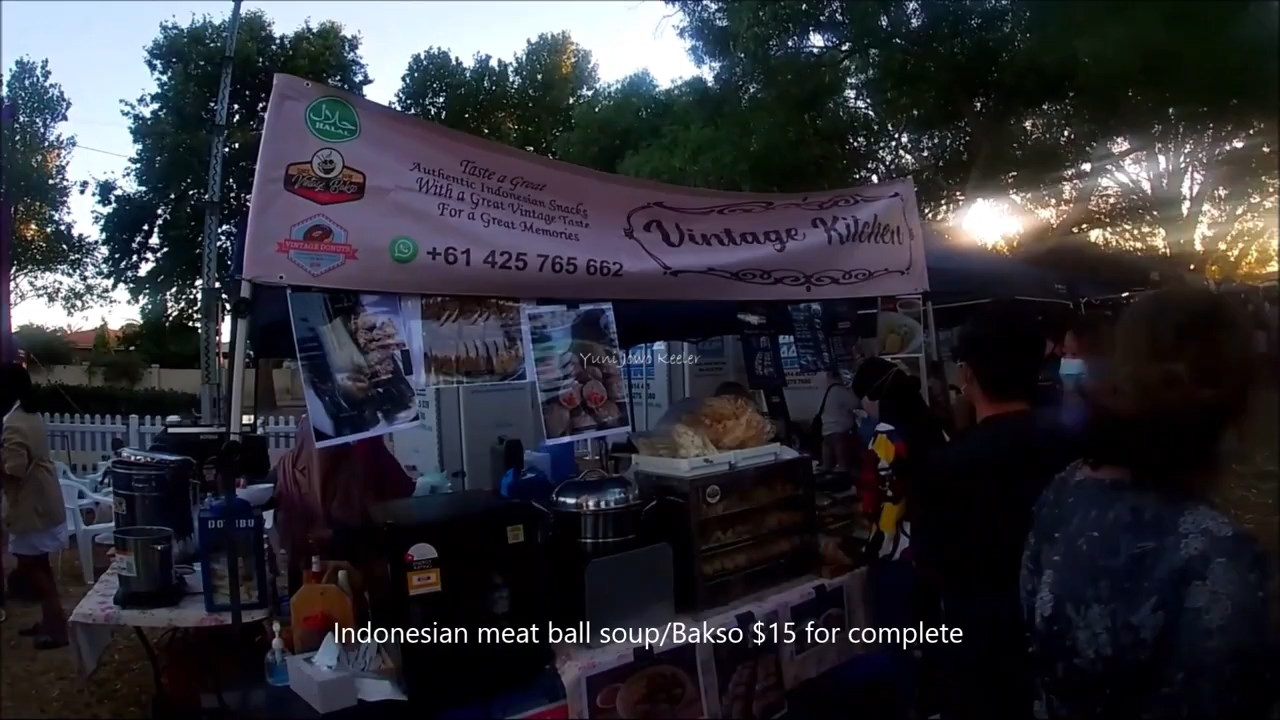 حلال
HALAL
VINTAGE DONUTS
Taste a Great
Authentic Indonesian Snacks
With a Great Vintage Taste
For a Great Memories
+61 425 765 662
Vintage Kitchen
Yuni Jowo Keeler
Indonesian meat ball soup/Bakso $15 for complete